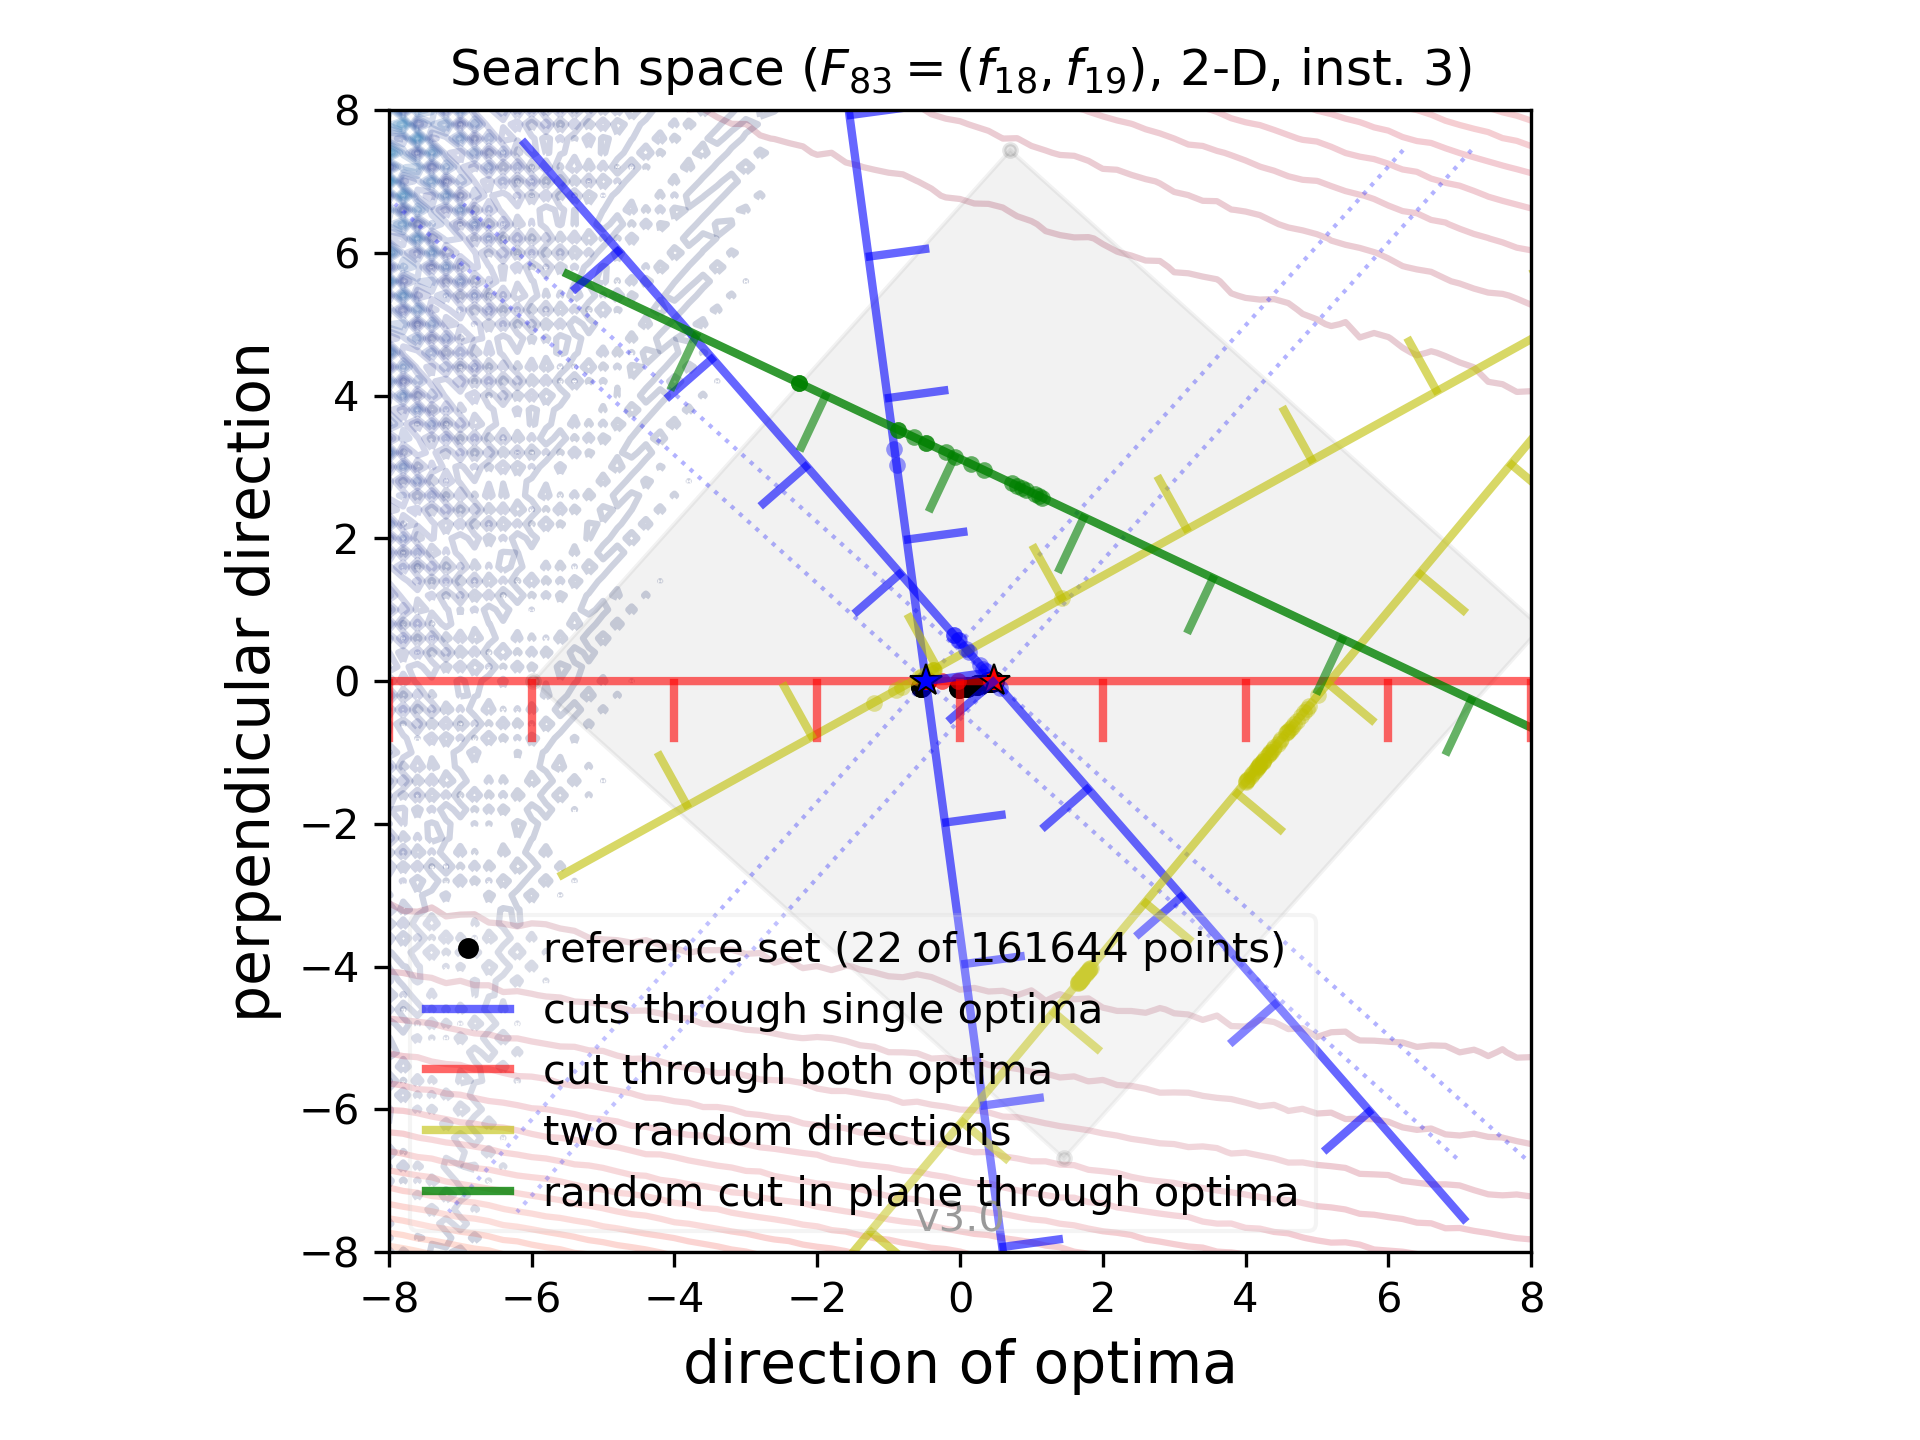 Search space (F83 = (f18, f19), 2-D, inst. 3)
8
6
4
2
0
−2
−4
−6
−8
perpendicular direction
reference set (22 of 161644 points)
cuts through single optima
cut through both optima
two random directions
random cut in plane through optima
v3.0
−8 −6 −4 −2 0 2 4 6 8
direction of optima